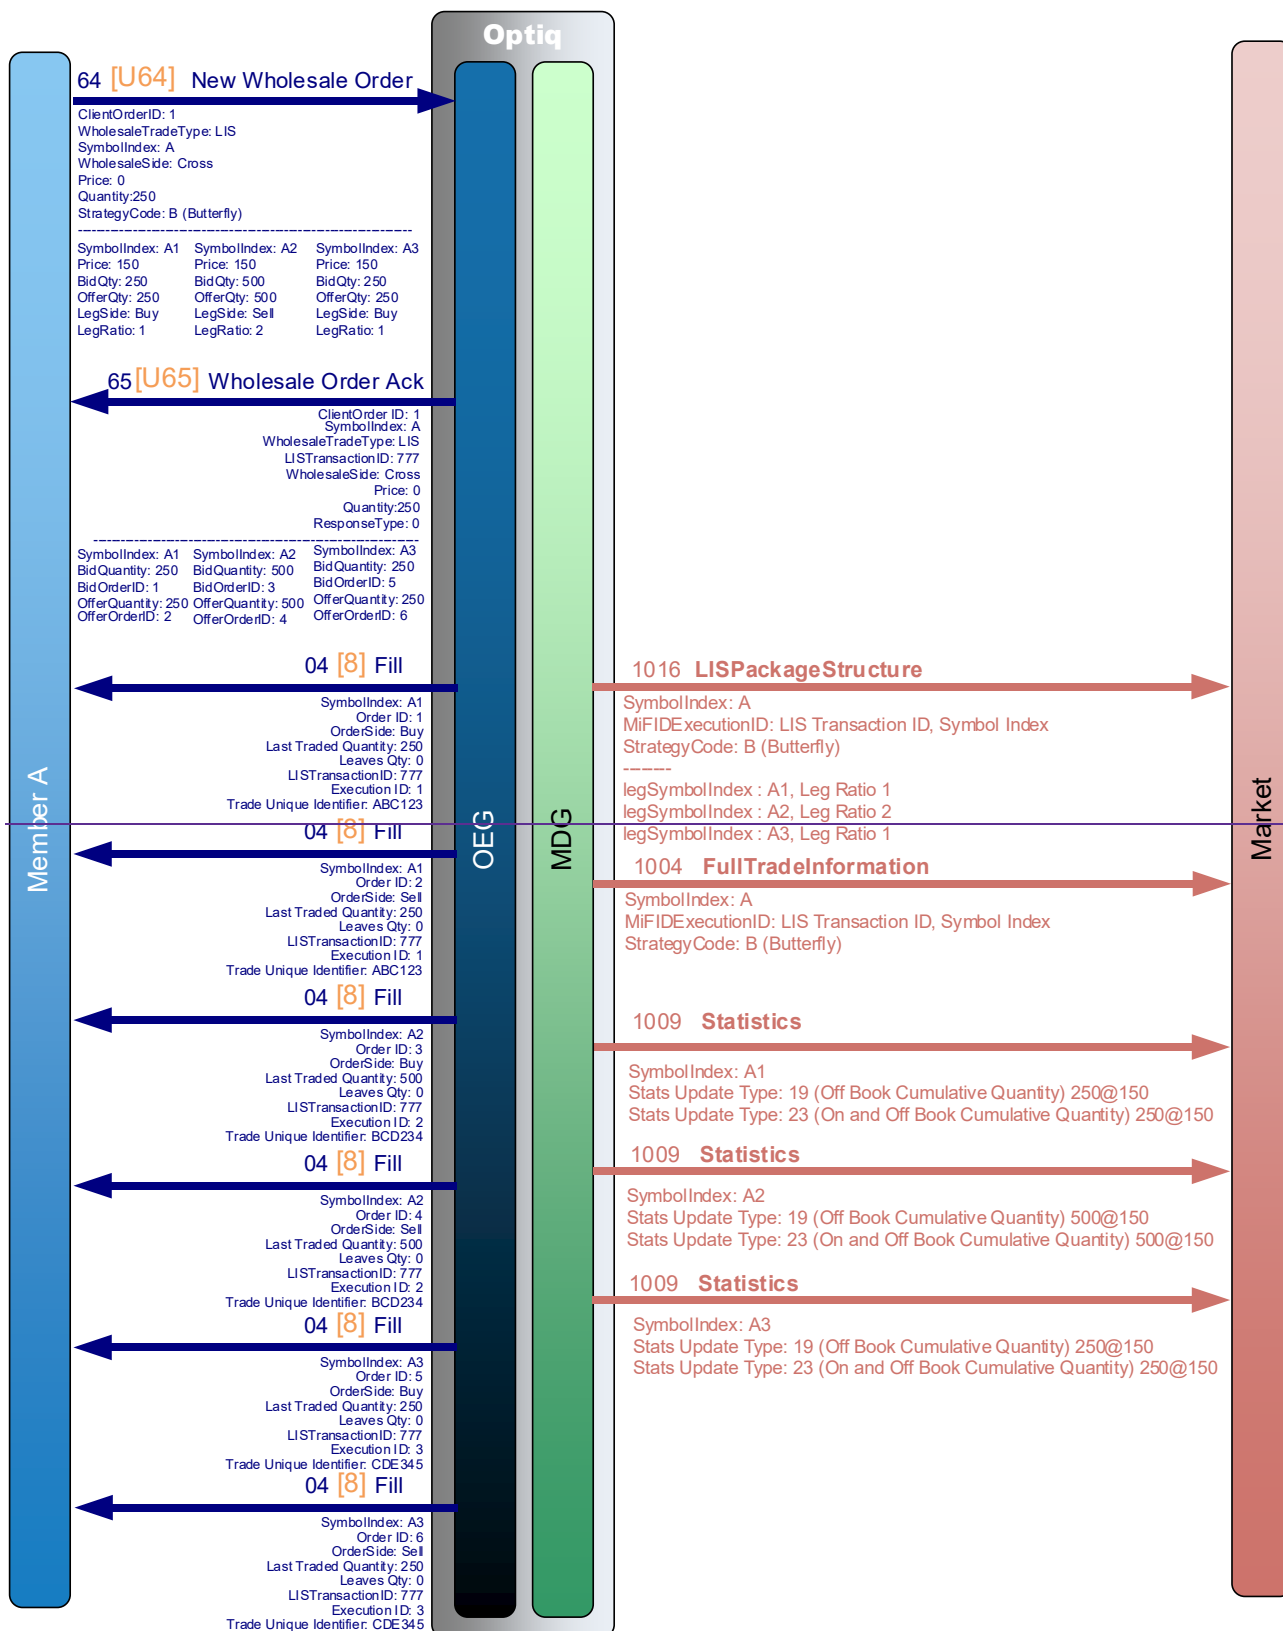 Optiq
64 [U64] New Wholesale Order
ClientOrderID: 1
WholesaleTradeType: LIS
SymbolIndex: A
WholesaleSide: Cross
Price: 0
Quantity:250
StrategyCode: B (Butterfly)
SymbolIndex: A1 SymbolIndex: A2 SymbolIndex: A3
Price: 150 Price: 150 Price: 150
BidQty: 250 BidQty: 500 BidQty: 250
OfferQty: 250 OfferQty: 500 OfferQty: 250
LegSide: Buy LegSide: Sell LegSide: Buy
LegRatio: 1 LegRatio: 2 LegRatio: 1
65 [U65] Wholesale Order Ack
ClientOrder ID: 1
SymbolIndex: A
WholesaleTradeType: LIS
LISTransactionID: 777
WholesaleSide: Cross
Price: 0
Quantity:250
ResponseType: 0
SymbolIndex: A1 SymbolIndex: A2 SymbolIndex: A3
BidQuantity: 250 BidQuantity: 500 BidQuantity: 250
BidOrderID: 1 BidOrderID: 3 BidOrderID: 5
OfferQuantity: 250 OfferQuantity: 500 OfferQuantity: 250
OfferOrderID: 2 OfferOrderID: 4 OfferOrderID: 6
04 [8] Fill
SymbolIndex: A1
Order ID: 1
OrderSide: Buy
Last Traded Quantity: 250
Leaves Qty: 0
LISTransactionID: 777
Execution ID: 1
Trade Unique Identifier: ABC123
04 [8] Fill
SymbolIndex: A1
Order ID: 2
OrderSide: Sell
Last Traded Quantity: 250
Leaves Qty: 0
LISTransactionID: 777
Execution ID: 1
Trade Unique Identifier: ABC123
04 [8] Fill
SymbolIndex: A2
Order ID: 3
OrderSide: Buy
Last Traded Quantity: 500
Leaves Qty: 0
LISTransactionID: 777
Execution ID: 2
Trade Unique Identifier: BCD234
04 [8] Fill
SymbolIndex: A2
Order ID: 4
OrderSide: Sell
Last Traded Quantity: 500
Leaves Qty: 0
LISTransactionID: 777
Execution ID: 2
Trade Unique Identifier: BCD234
04 [8] Fill
SymbolIndex: A3
Order ID: 5
OrderSide: Buy
Last Traded Quantity: 250
Leaves Qty: 0
LISTransactionID: 777
Execution ID: 3
Trade Unique Identifier: CDE345
04 [8] Fill
SymbolIndex: A3
Order ID: 6
OrderSide: Sell
Last Traded Quantity: 250
Leaves Qty: 0
LISTransactionID: 777
Execution ID: 3
Trade Unique Identifier: CDE345
Member A
OEG
MDG
1016 LISPackageStructure
SymbolIndex: A
MiFIDExecutionID: LIS Transaction ID, Symbol Index
StrategyCode: B (Butterfly)
--------
legSymbolIndex : A1, Leg Ratio 1
legSymbolIndex : A2, Leg Ratio 2
legSymbolIndex : A3, Leg Ratio 1
1004 FullTradeInformation
SymbolIndex: A
MiFIDExecutionID: LIS Transaction ID, Symbol Index
StrategyCode: B (Butterfly)
1009 Statistics
SymbolIndex: A1
Stats Update Type: 19 (Off Book Cumulative Quantity) 250@150
Stats Update Type: 23 (On and Off Book Cumulative Quantity) 250@150
1009 Statistics
SymbolIndex: A2
Stats Update Type: 19 (Off Book Cumulative Quantity) 500@150
Stats Update Type: 23 (On and Off Book Cumulative Quantity) 500@150
1009 Statistics
SymbolIndex: A3
Stats Update Type: 19 (Off Book Cumulative Quantity) 250@150
Stats Update Type: 23 (On and Off Book Cumulative Quantity) 250@150
Market